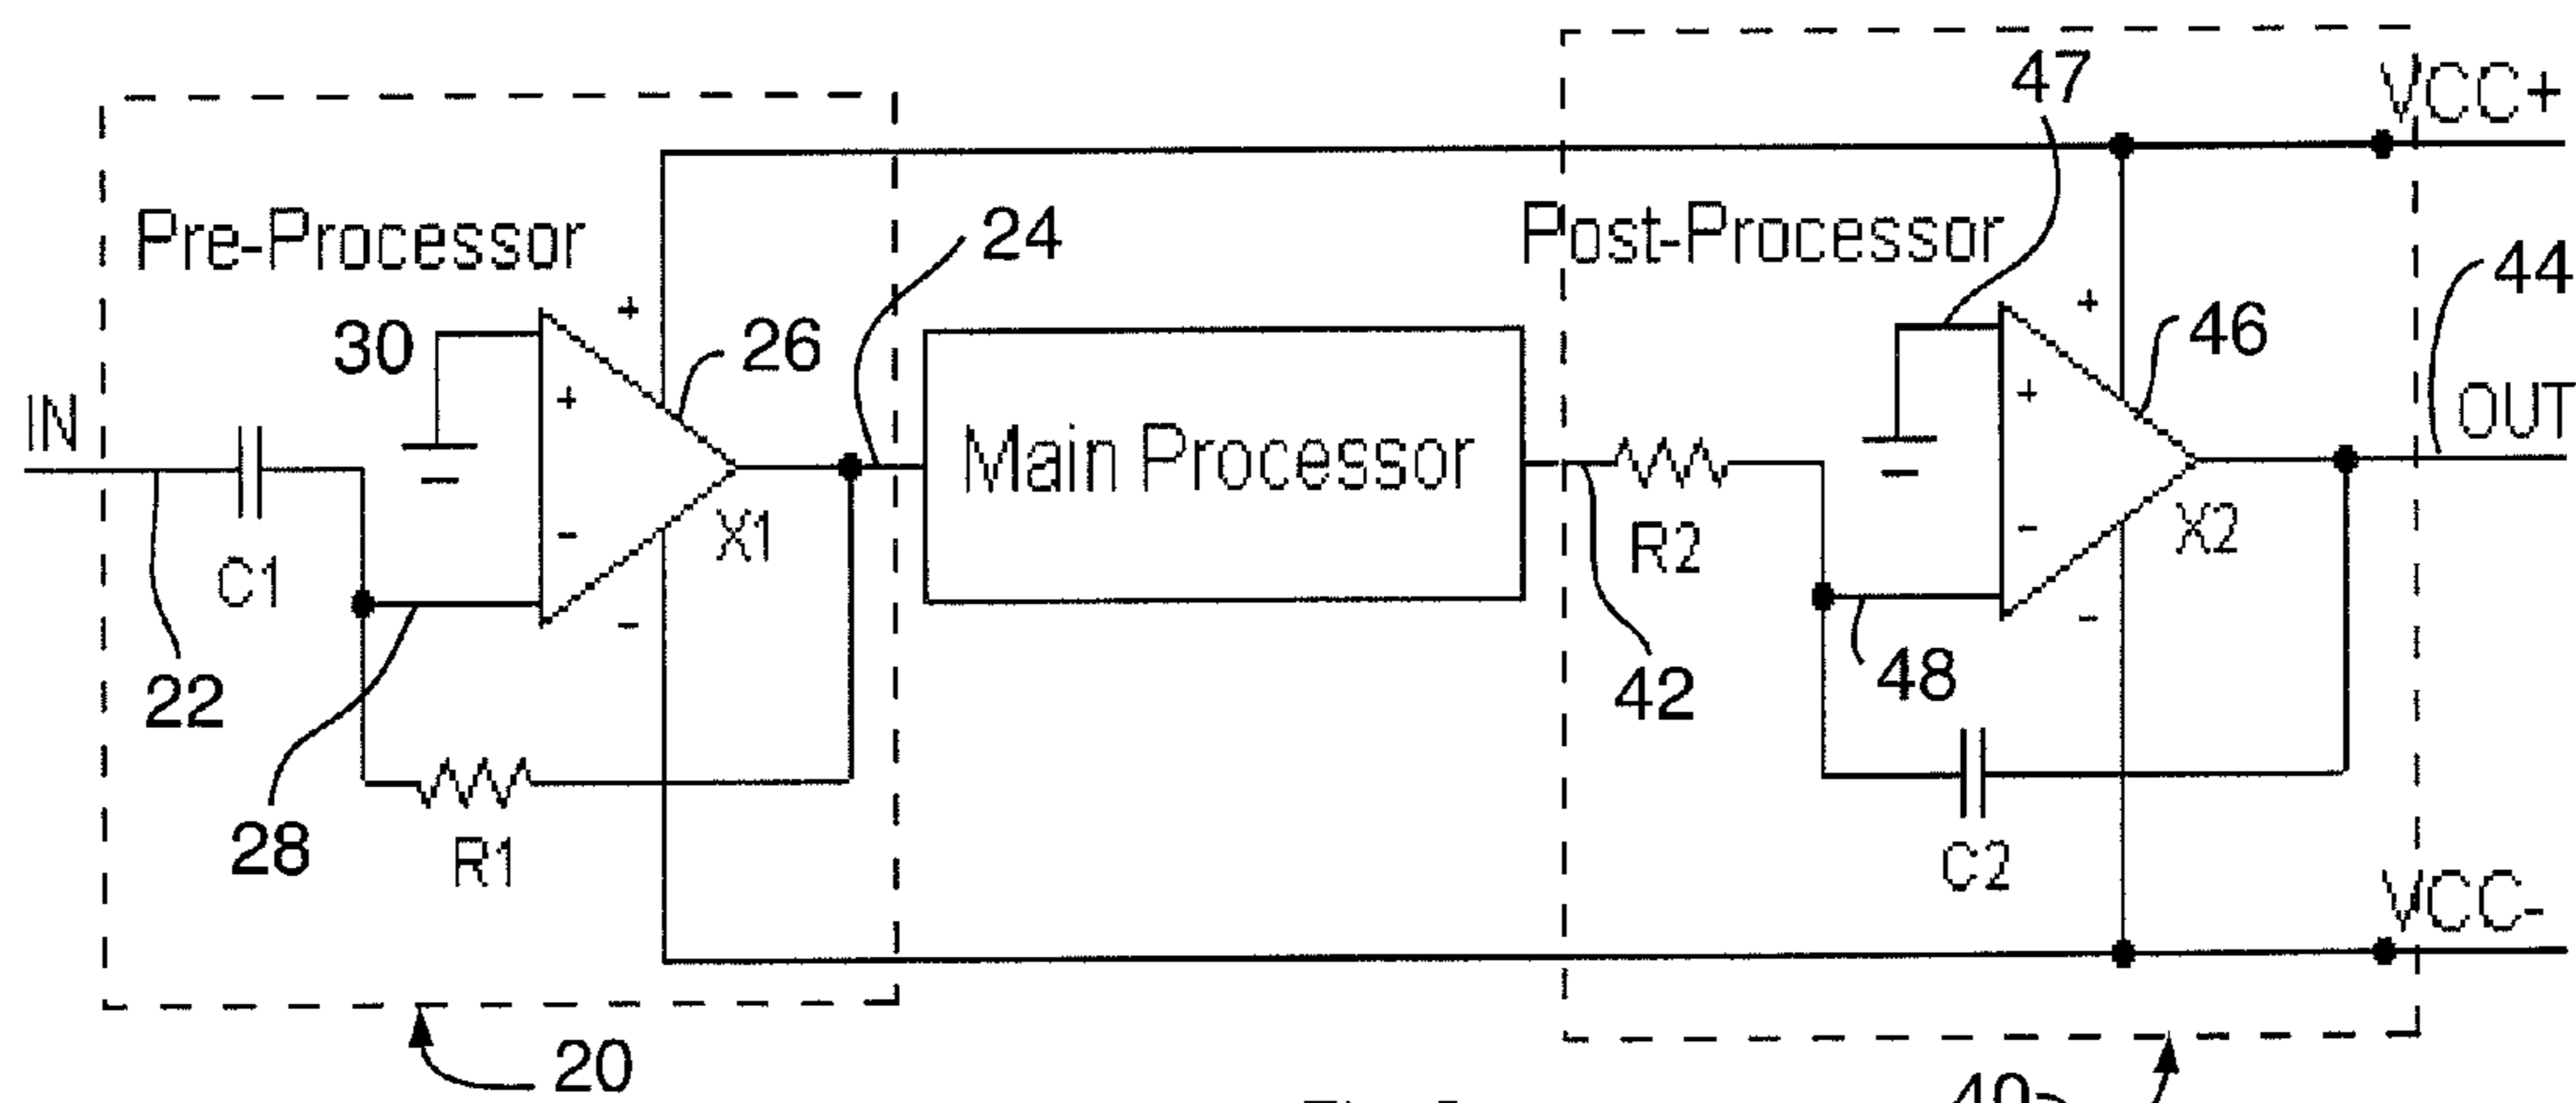 47
VCC+
Pre-Processor
24
Post-Processor
44
+
+
30
26
46
IN
+
+
OUT
Main Processor
-
X1
-
X2
C1
R2
-
-
22
42
48
28
R1
C2
VCC-
20
40